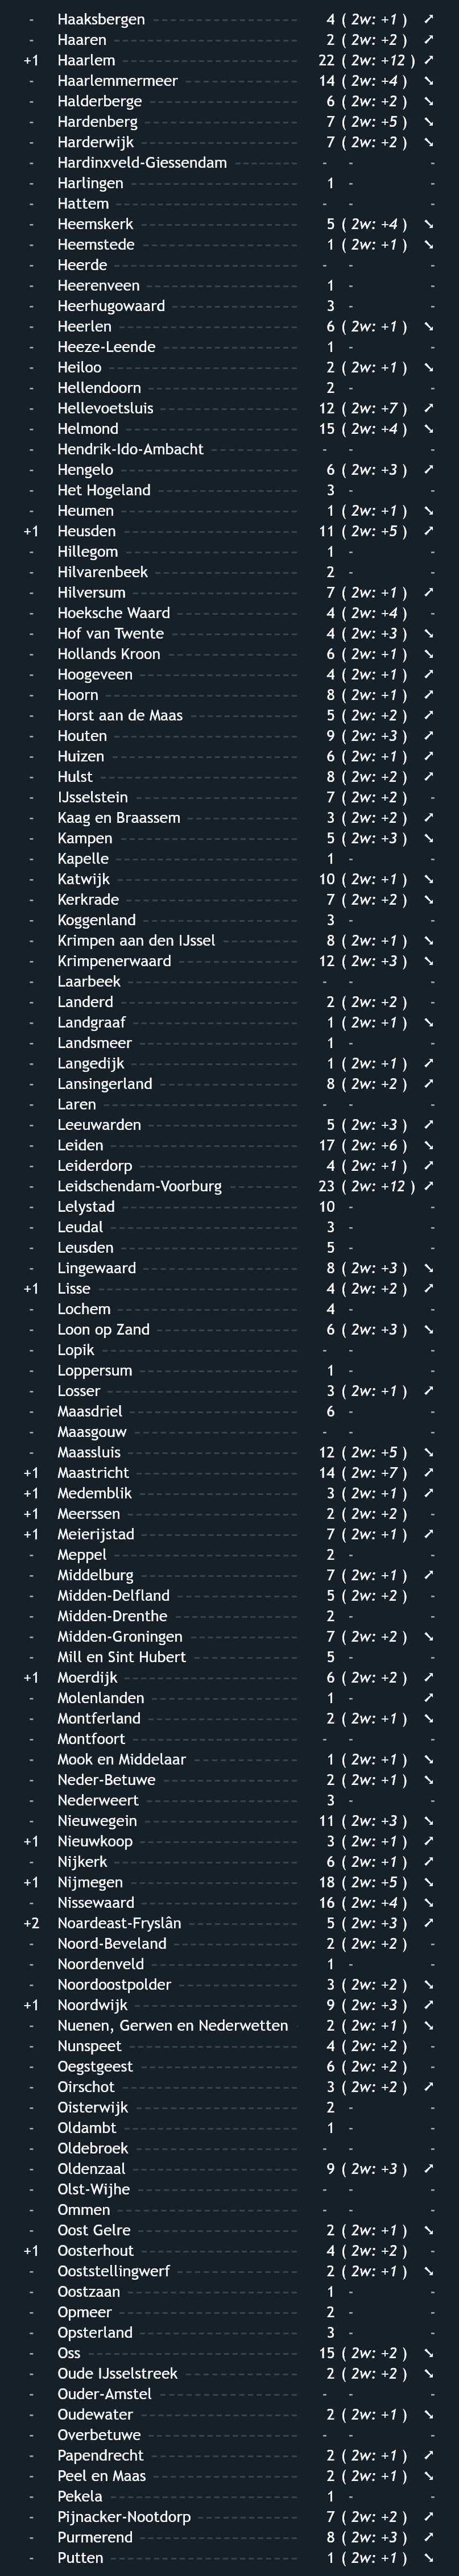 - Haaksbergen 4 ( 2w: +1 ) ➚
- Haaren 2 ( 2w: +2 ) ➚
+1 Haarlem 22 ( 2w: +12 ) ➚
- Haarlemmermeer 14 ( 2w: +4 ) ➘
- Halderberge 6 ( 2w: +2 ) ➘
- Hardenberg 7 ( 2w: +5 ) ➘
- Harderwijk 7 ( 2w: +2 ) ➘
- Hardinxveld-Giessendam - - -
- Harlingen 1 - -
- Hattem - - -
- Heemskerk 5 ( 2w: +4 ) ➘
- Heemstede 1 ( 2w: +1 ) ➘
- Heerde - - -
- Heerenveen 1 - -
- Heerhugowaard 3 - -
- Heerlen 6 ( 2w: +1 ) ➘
- Heeze-Leende 1 - -
- Heiloo 2 ( 2w: +1 ) ➘
- Hellendoorn 2 - -
- Hellevoetsluis 12 ( 2w: +7 ) ➚
- Helmond 15 ( 2w: +4 ) ➘
- Hendrik-Ido-Ambacht - - -
- Hengelo 6 ( 2w: +3 ) ➚
- Het Hogeland 3 - -
- Heumen 1 ( 2w: +1 ) ➘
+1 Heusden 11 ( 2w: +5 ) ➚
- Hillegom 1 - -
- Hilvarenbeek 2 - -
- Hilversum 7 ( 2w: +1 ) ➚
- Hoeksche Waard 4 ( 2w: +4 ) -
- Hof van Twente 4 ( 2w: +3 ) ➘
- Hollands Kroon 6 ( 2w: +1 ) ➘
- Hoogeveen 4 ( 2w: +1 ) ➚
- Hoorn 8 ( 2w: +1 ) ➚
- Horst aan de Maas 5 ( 2w: +2 ) ➚
- Houten 9 ( 2w: +3 ) ➚
- Huizen 6 ( 2w: +1 ) ➚
- Hulst 8 ( 2w: +2 ) ➚
- IJsselstein 7 ( 2w: +2 ) -
- Kaag en Braassem 3 ( 2w: +2 ) ➚
- Kampen 5 ( 2w: +3 ) ➘
- Kapelle 1 - -
- Katwijk 10 ( 2w: +1 ) ➘
- Kerkrade 7 ( 2w: +2 ) ➘
- Koggenland 3 - -
- Krimpen aan den IJssel 8 ( 2w: +1 ) ➘
- Krimpenerwaard 12 ( 2w: +3 ) ➘
- Laarbeek - - -
- Landerd 2 ( 2w: +2 ) -
- Landgraaf 1 ( 2w: +1 ) ➘
- Landsmeer 1 - -
- Langedijk 1 ( 2w: +1 ) ➚
- Lansingerland 8 ( 2w: +2 ) ➚
- Laren - - -
- Leeuwarden 5 ( 2w: +3 ) ➚
- Leiden 17 ( 2w: +6 ) ➘
- Leiderdorp 4 ( 2w: +1 ) ➚
- Leidschendam-Voorburg 23 ( 2w: +12 ) ➚
- Lelystad 10 - -
- Leudal 3 - -
- Leusden 5 - -
- Lingewaard 8 ( 2w: +3 ) ➘
+1 Lisse 4 ( 2w: +2 ) ➚
- Lochem 4 - -
- Loon op Zand 6 ( 2w: +3 ) ➘
- Lopik - - -
- Loppersum 1 - -
- Losser 3 ( 2w: +1 ) ➚
- Maasdriel 6 - -
- Maasgouw - - -
- Maassluis 12 ( 2w: +5 ) ➘
+1 Maastricht 14 ( 2w: +7 ) ➚
+1 Medemblik 3 ( 2w: +1 ) ➚
+1 Meerssen 2 ( 2w: +2 ) -
+1 Meierijstad 7 ( 2w: +1 ) ➚
- Meppel 2 - -
- Middelburg 7 ( 2w: +1 ) ➚
- Midden-Delfland 5 ( 2w: +2 ) -
- Midden-Drenthe 2 - -
- Midden-Groningen 7 ( 2w: +2 ) ➘
- Mill en Sint Hubert 5 - -
+1 Moerdijk 6 ( 2w: +2 ) ➚
- Molenlanden 1 - ➚
- Montferland 2 ( 2w: +1 ) ➘
- Montfoort - - -
- Mook en Middelaar 1 ( 2w: +1 ) ➘
- Neder-Betuwe 2 ( 2w: +1 ) ➘
- Nederweert 3 - -
- Nieuwegein 11 ( 2w: +3 ) ➘
+1 Nieuwkoop 3 ( 2w: +1 ) ➚
- Nijkerk 6 ( 2w: +1 ) ➚
+1 Nijmegen 18 ( 2w: +5 ) ➘
- Nissewaard 16 ( 2w: +4 ) ➘
+2 Noardeast-Fryslân 5 ( 2w: +3 ) ➚
- Noord-Beveland 2 ( 2w: +2 ) -
- Noordenveld 1 - -
- Noordoostpolder 3 ( 2w: +2 ) ➘
+1 Noordwijk 9 ( 2w: +3 ) ➚
- Nuenen, Gerwen en Nederwetten 2 ( 2w: +1 ) ➘
- Nunspeet 4 ( 2w: +2 ) -
- Oegstgeest 6 ( 2w: +2 ) -
- Oirschot 3 ( 2w: +2 ) ➚
- Oisterwijk 2 - -
- Oldambt 1 - -
- Oldebroek - - -
- Oldenzaal 9 ( 2w: +3 ) ➚
- Olst-Wijhe - - -
- Ommen - - -
- Oost Gelre 2 ( 2w: +1 ) ➘
+1 Oosterhout 4 ( 2w: +2 ) -
- Ooststellingwerf 2 ( 2w: +1 ) ➘
- Oostzaan 1 - -
- Opmeer 2 - -
- Opsterland 3 - -
- Oss 15 ( 2w: +2 ) ➘
- Oude IJsselstreek 2 ( 2w: +2 ) ➘
- Ouder-Amstel - - -
- Oudewater 2 ( 2w: +1 ) ➘
- Overbetuwe - - -
- Papendrecht 2 ( 2w: +1 ) ➚
- Peel en Maas 2 ( 2w: +1 ) ➘
- Pekela 1 - -
- Pijnacker-Nootdorp 7 ( 2w: +2 ) ➚
- Purmerend 8 ( 2w: +3 ) ➚
- Putten 1 ( 2w: +1 ) ➘